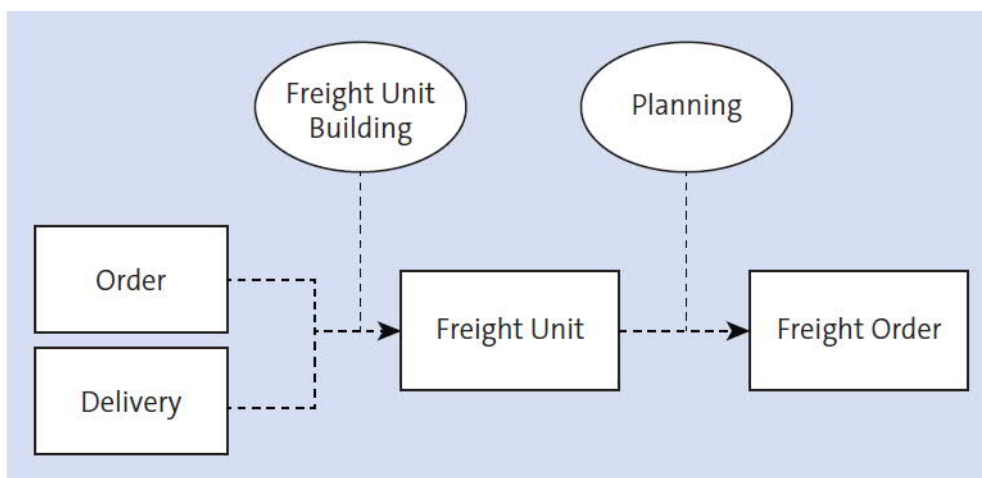 Freight Unit
Building
Planning
Order
Freight Unit
Freight Order
Delivery